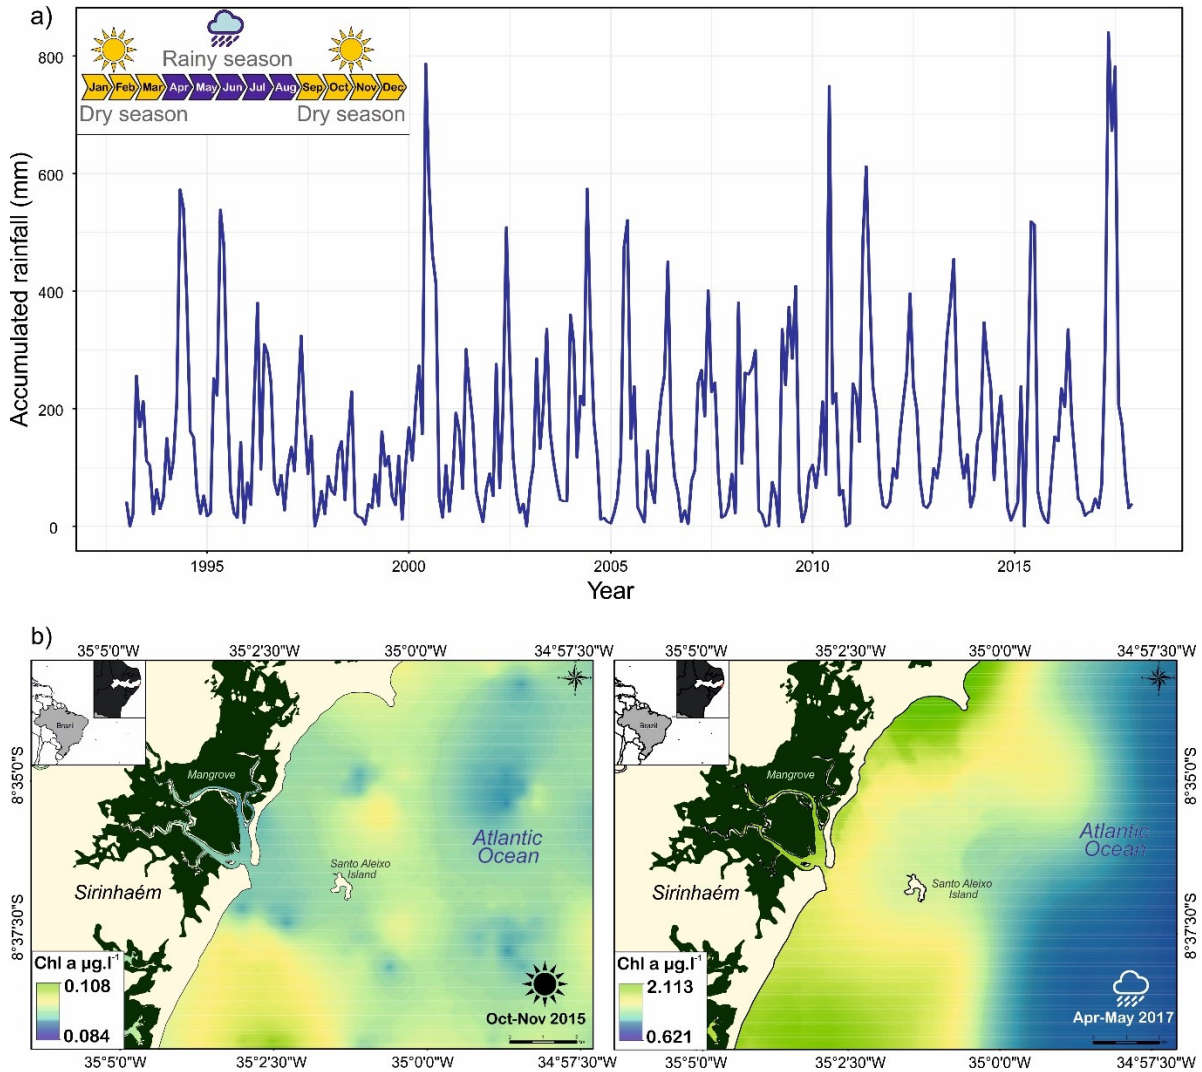 a)
Rainy season
Jan Feb Mar Apr May Jun Jul Aug Sep Oct Nov Dec
Dry season Dry season
Accumulated rainfall (mm)
800
600
400
200
0
1995 2000 2005 2010 2015
Year
b)
35°5'0"W 35°2'30"W 35°0'0"W 34°57'30"W
Brazil
8°35'0"S
Mangrove
Atlantic
Ocean
Santo Aleixo
Island
Sirinhaém
8°37'30"S
Chl a µg.l-1
0.108
0.084
Oct-Nov 2015
35°5'0"W 35°2'30"W 35°0'0"W 34°57'30"W
35°5'0"W 35°2'30"W 35°0'0"W 34°57'30"W
Brazil
8°35'0"S
Mangrove
Atlantic
Ocean
Santo Aleixo
Island
Sirinhaém
8°37'30"S
Chl a µg.l-1
2.113
0.621
Apr-May 2017
35°5'0"W 35°2'30"W 35°0'0"W 34°57'30"W